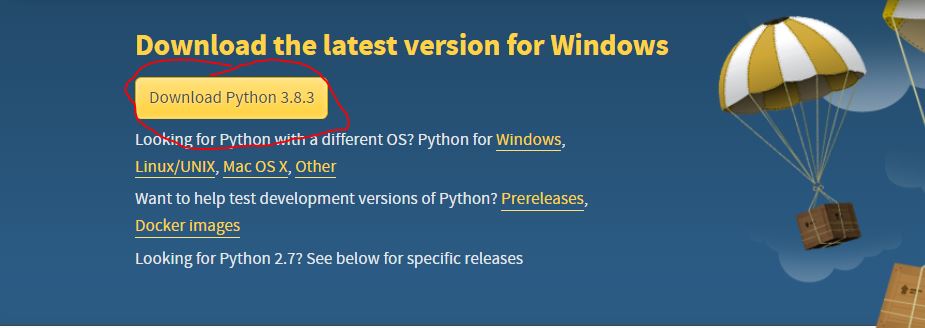 Download the latest version for Windows
Download Python 3.8.3
Looking for Python with a different OS? Python for Windows,
Linux/UNIX, Mac OS X, Other
Want to help test development versions of Python? Prereleases,
Docker images
Looking for Python 2.7? See below for specific releases